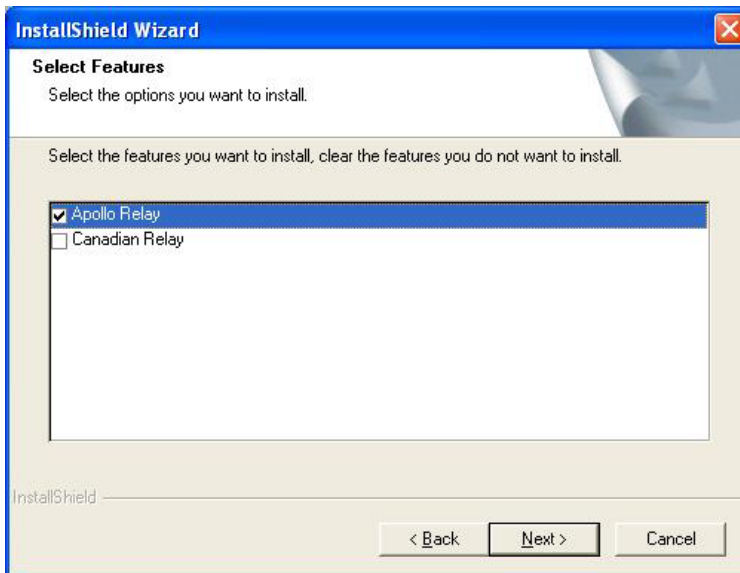 InstallShield Wizard
Select Features
Select the options you want to install.
Select the features you want to install, clear the features you do not want to install.
Apollo Relay
Canadian Relay
InstallShield
< Back
Next >
Cancel